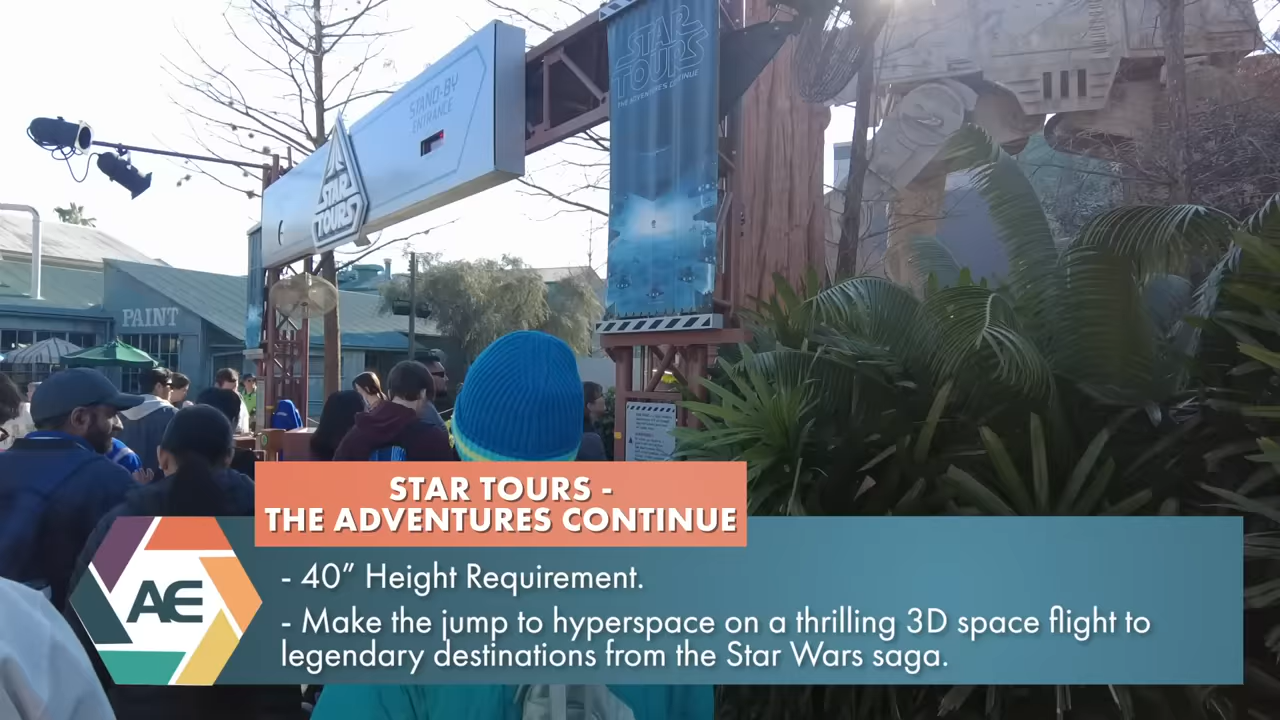 STAND-BY
ENTRANCE
STAR
TOURS
STAR
TOURS
THE ADVENTURES CONTINUE
PAINT
STAR TOURS -
THE ADVENTURES CONTINUE
AE
- 40” Height Requirement.
- Make the jump to hyperspace on a thrilling 3D space flight to
legendary destinations from the Star Wars saga.